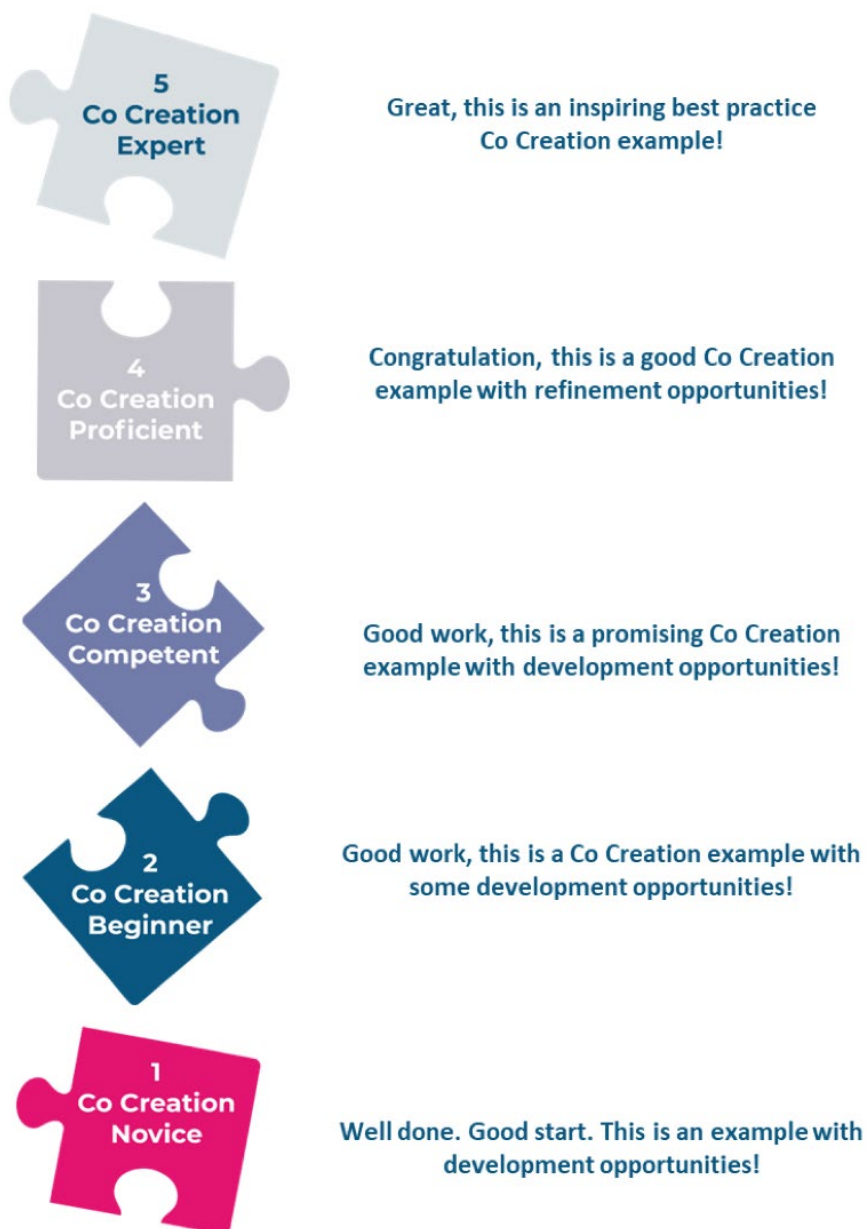 5
Co Creation
Expert
Great, this is an inspiring best practice
Co Creation example!
4
Co Creation
Proficient
Congratulation, this is a good Co Creation
example with refinement opportunities!
3
Co Creation
Competent
Good work, this is a promising Co Creation
example with development opportunities!
2
Co Creation
Beginner
Good work, this is a Co Creation example with
some development opportunities!
1
Co Creation
Novice
Well done. Good start. This is an example with
development opportunities!